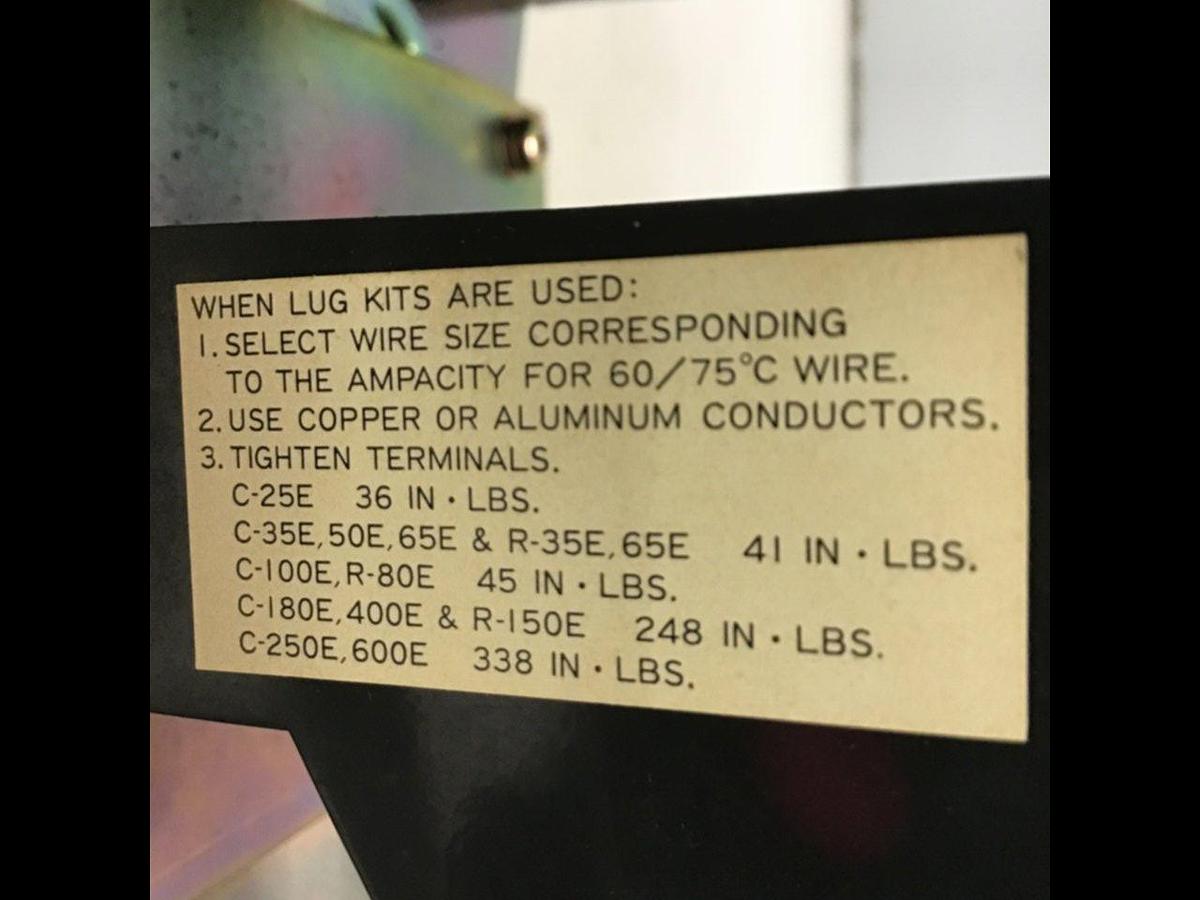 WHEN LUG KITS ARE USED:
1. SELECT WIRE SIZE CORRESPONDING
TO THE AMPACITY FOR 60/75°C WIRE.
2. USE COPPER OR ALUMINUM CONDUCTORS.
3. TIGHTEN TERMINALS.
C-25E 36 IN·LBS.
C-35E, 50E, 65E & R-35E, 65E 41 IN·LBS.
C-100E, R-80E 45 IN·LBS.
C-180E, 400E & R-150E 248 IN·LBS.
C-250E, 600E 338 IN·LBS.